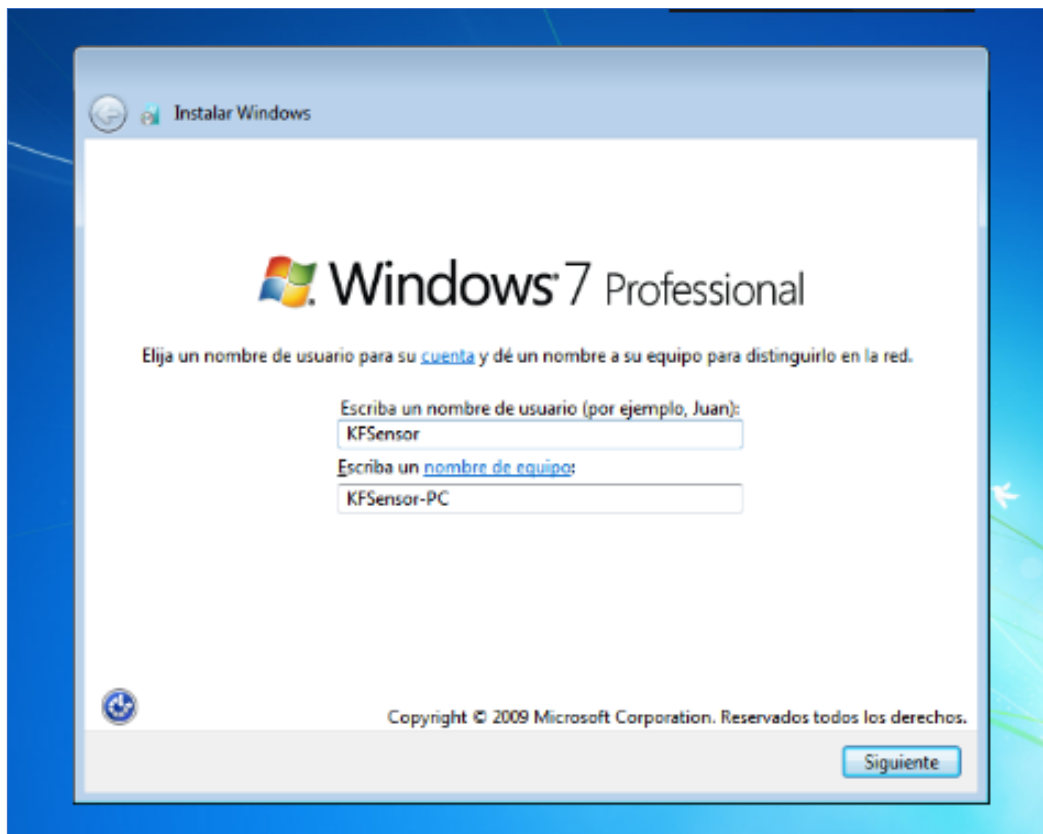 Instalar Windows
Windows 7 Professional
Elija un nombre de usuario para su cuenta y dé un nombre a su equipo para distinguirlo en la red.
Escriba un nombre de usuario (por ejemplo, Juan):
KFSensor
Escriba un nombre de equipo:
KFSensor-PC
Copyright © 2009 Microsoft Corporation. Reservados todos los derechos.
Siguiente